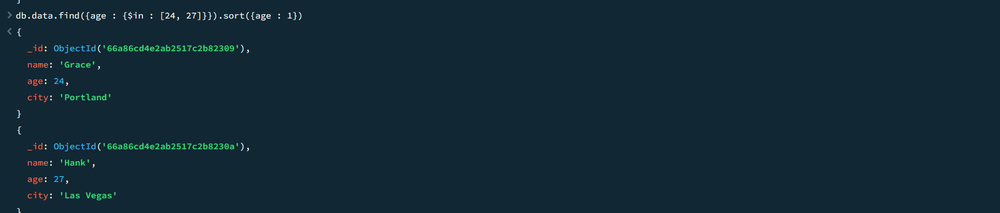 }
> db.data.find({age : {$in : [24, 27]}}).sort({age : 1})
< {
_id: ObjectId('66a86cd4e2ab2517c2b82309'),
name: 'Grace',
age: 24,
city: 'Portland'
}
{
_id: ObjectId('66a86cd4e2ab2517c2b8230a'),
name: 'Hank',
age: 27,
city: 'Las Vegas'
}